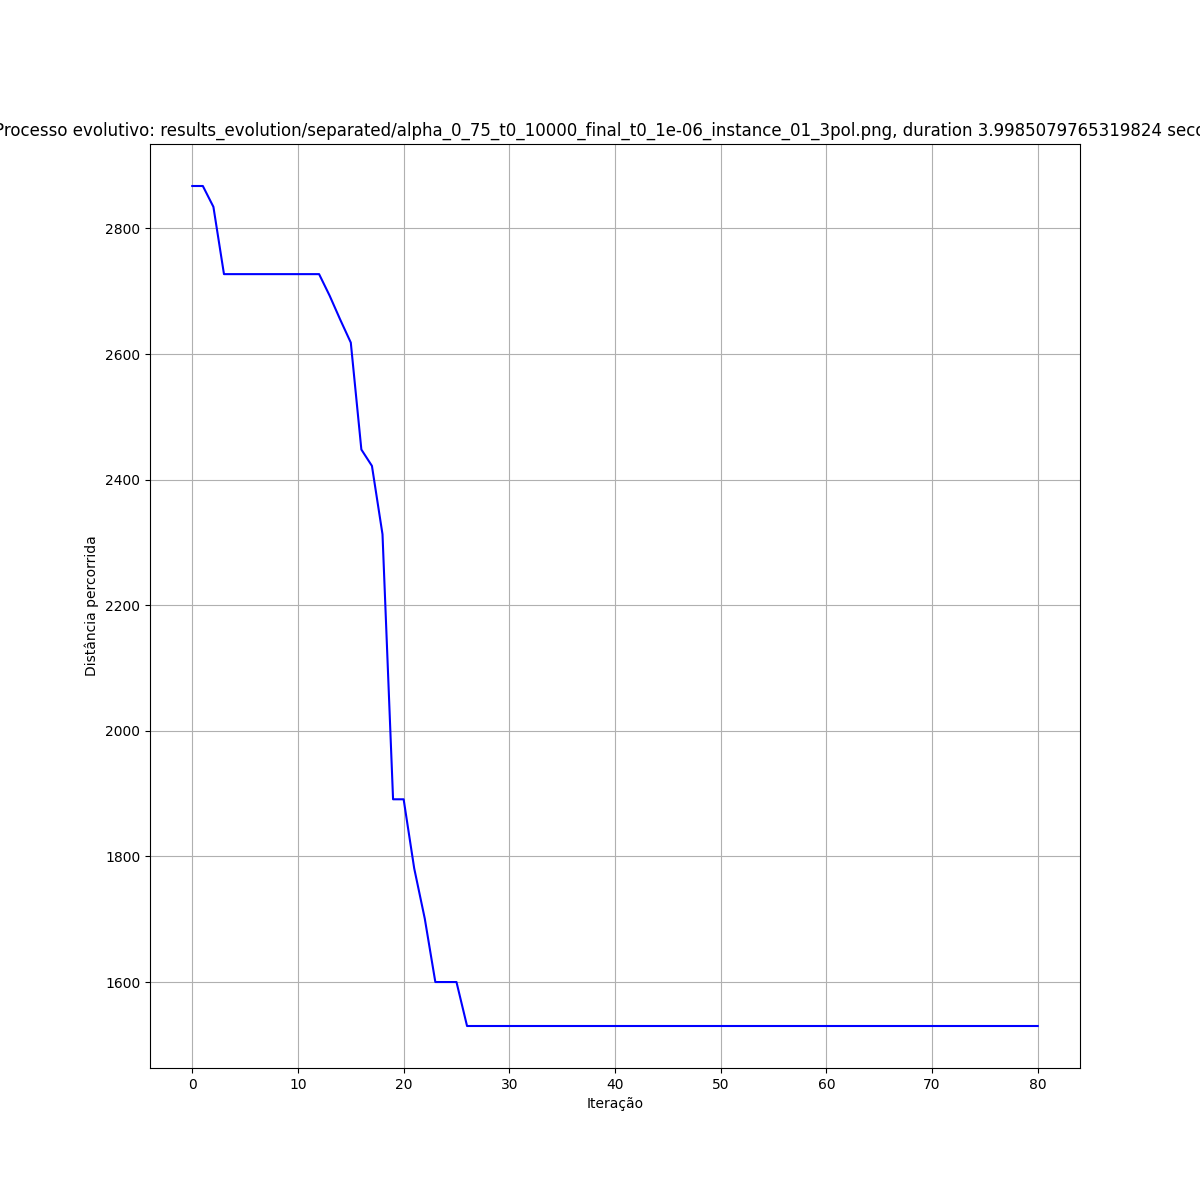 Processo evolutivo: results_evolution/separated/alpha_0_75_t0_10000_final_t0_1e-06_instance_01_3pol.png, duration 3.9985079765319824
2800
2600
2400
2200
2000
1800
1600
Distância percorrida
0 10 20 30 40 50 60 70 80
Iteração